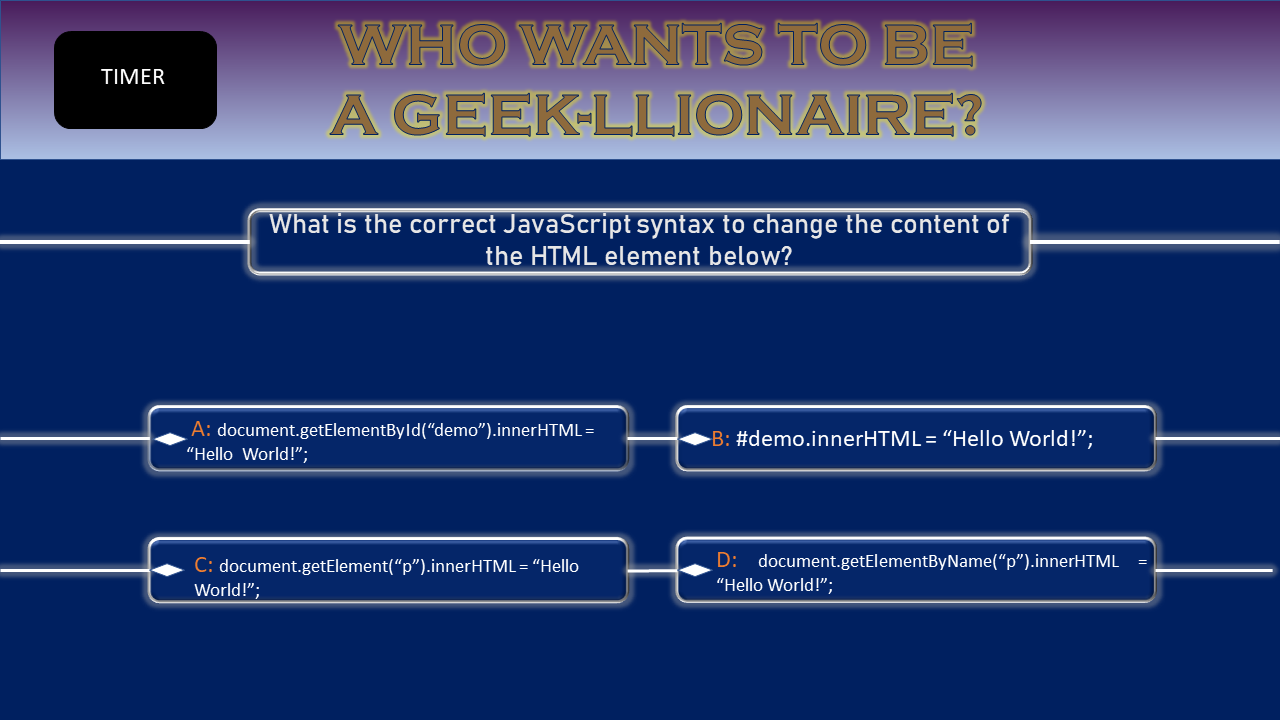 TIMER
WHO WANTS TO BE
A GEEK-LLIONAIRE?
What is the correct JavaScript syntax to change the content of
the HTML element below?
A: document.getElementById(“demo”).innerHTML =
“Hello World!”;
B: #demo.innerHTML = “Hello World!”;
C: document.getElement(“p”).innerHTML = “Hello
World!”;
D: document.getElementByName(“p”).innerHTML =
“Hello World!”;